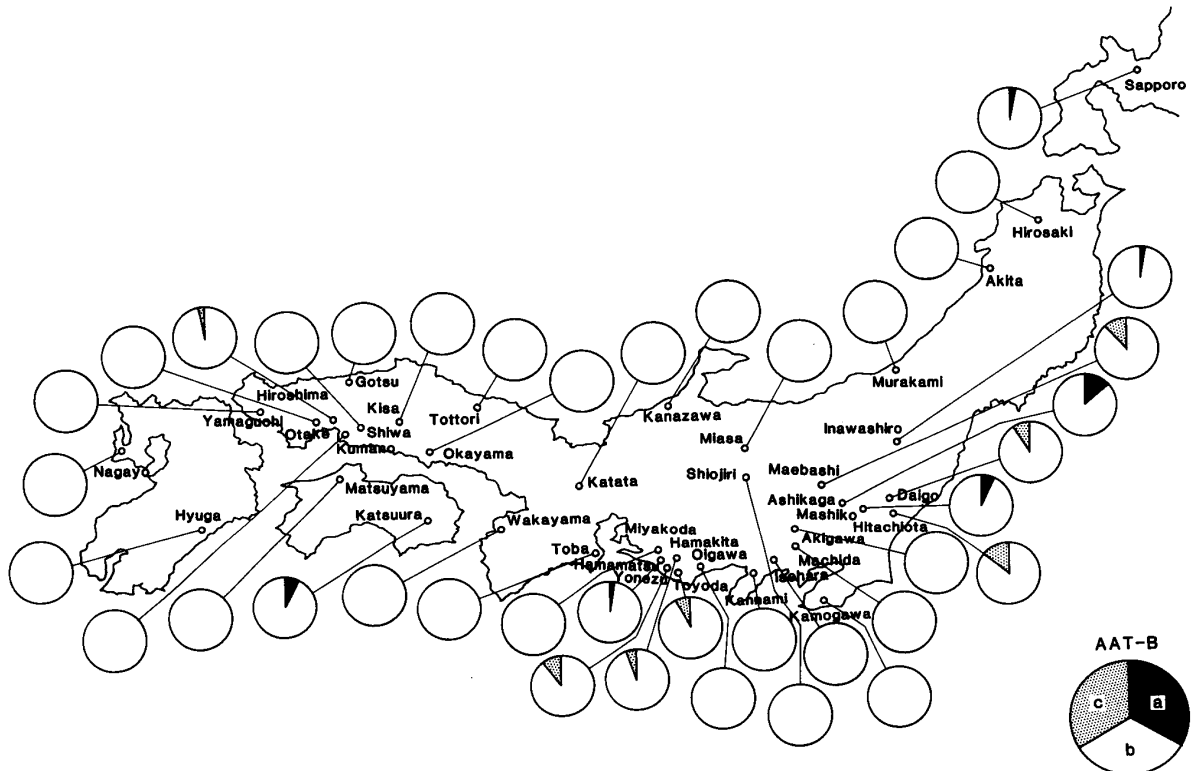 Sapporo
Hirosaki
Akita
Murakami
Gotsu
Hiroshima
Kisa
Yamaguchi
Otake
Shiwa
Tottori
Kanazawa
Kumano
Okayama
Miasa
Inawashiro
Nagayo
Katata
Shiojiri
Maebashi
Matsuyama
Ashikaga
Daigo
Mashiko
Hitachiota
Hyuga
Katsuura
Wakayama
Miyakoda
Hamakita
Akigawa
Toba
Oigawa
Machida
Hamamatsu
Yonezu
Isehara
Toyoda
Kannami
Kamogawa
AAT-B
c
a
b